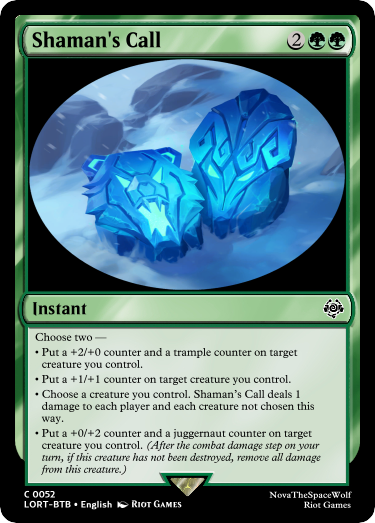 Shaman's Call 2
Instant
Choose two —
• Put a +2/+0 counter and a trample counter on target
creature you control.
• Put a +1/+1 counter on target creature you control.
• Choose a creature you control. Shaman's Call deals 1
damage to each player and each creature not chosen this
way.
• Put a +0/+2 counter and a juggernaut counter on target
creature you control. (After the combat damage step on your
turn, if this creature has not been destroyed, remove all damage
from this creature.)
C 0052
LORT-BTB • English Riot Games
NovaTheSpaceWolf
Riot Games